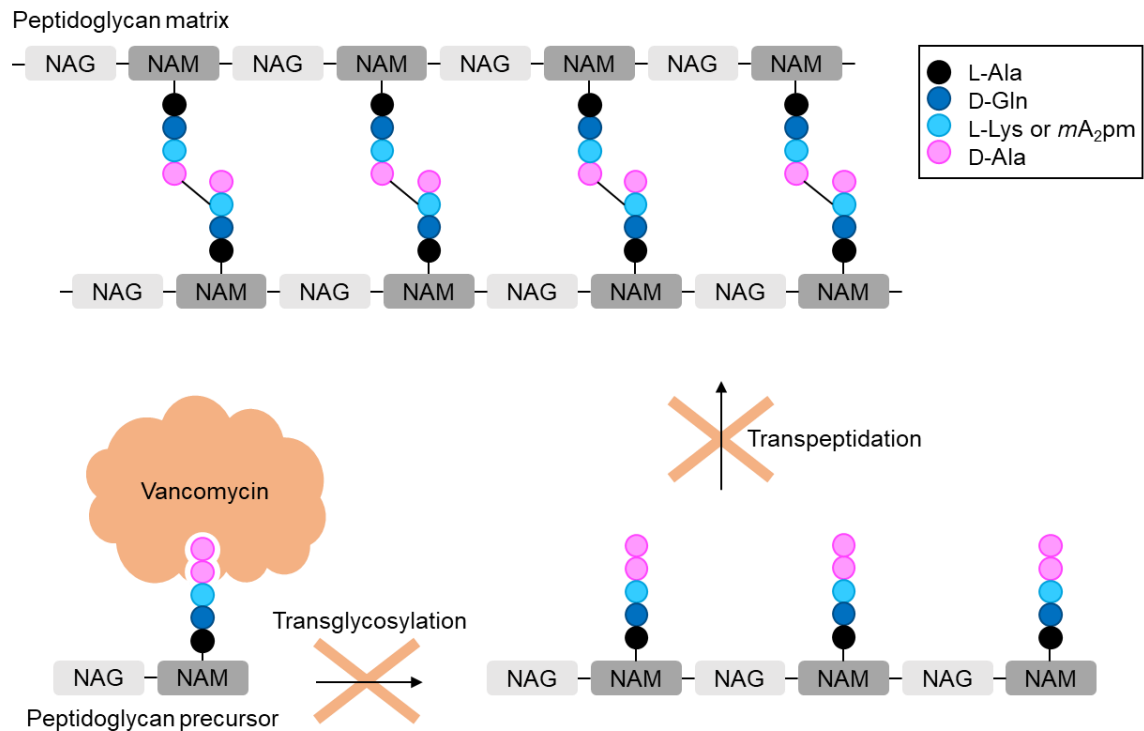 Peptidoglycan matrix
NAG NAM NAG NAM NAG NAM NAG NAM
L-Ala
D-Gln
L-Lys or mA₂pm
D-Ala
NAG NAM NAG NAM NAG NAM NAG NAM
Vancomycin
Transpeptidation
Transglycosylation
NAG NAM
NAG NAM NAG NAM NAG NAM
Peptidoglycan precursor